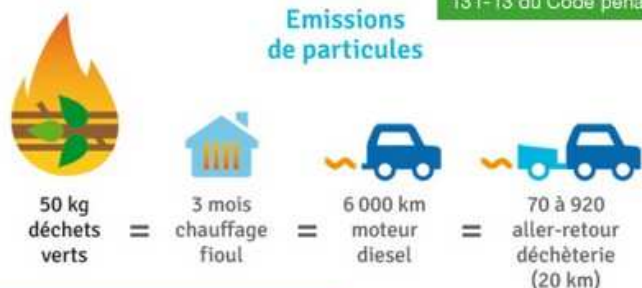 131-13 du Code péna
Emissions
de particules
50 kg
déchets
verts
=
3 mois
chauffage
fioul
=
6 000 km
moteur
diesel
=
70 à 920
aller-retour
déchèterie
(20 km)